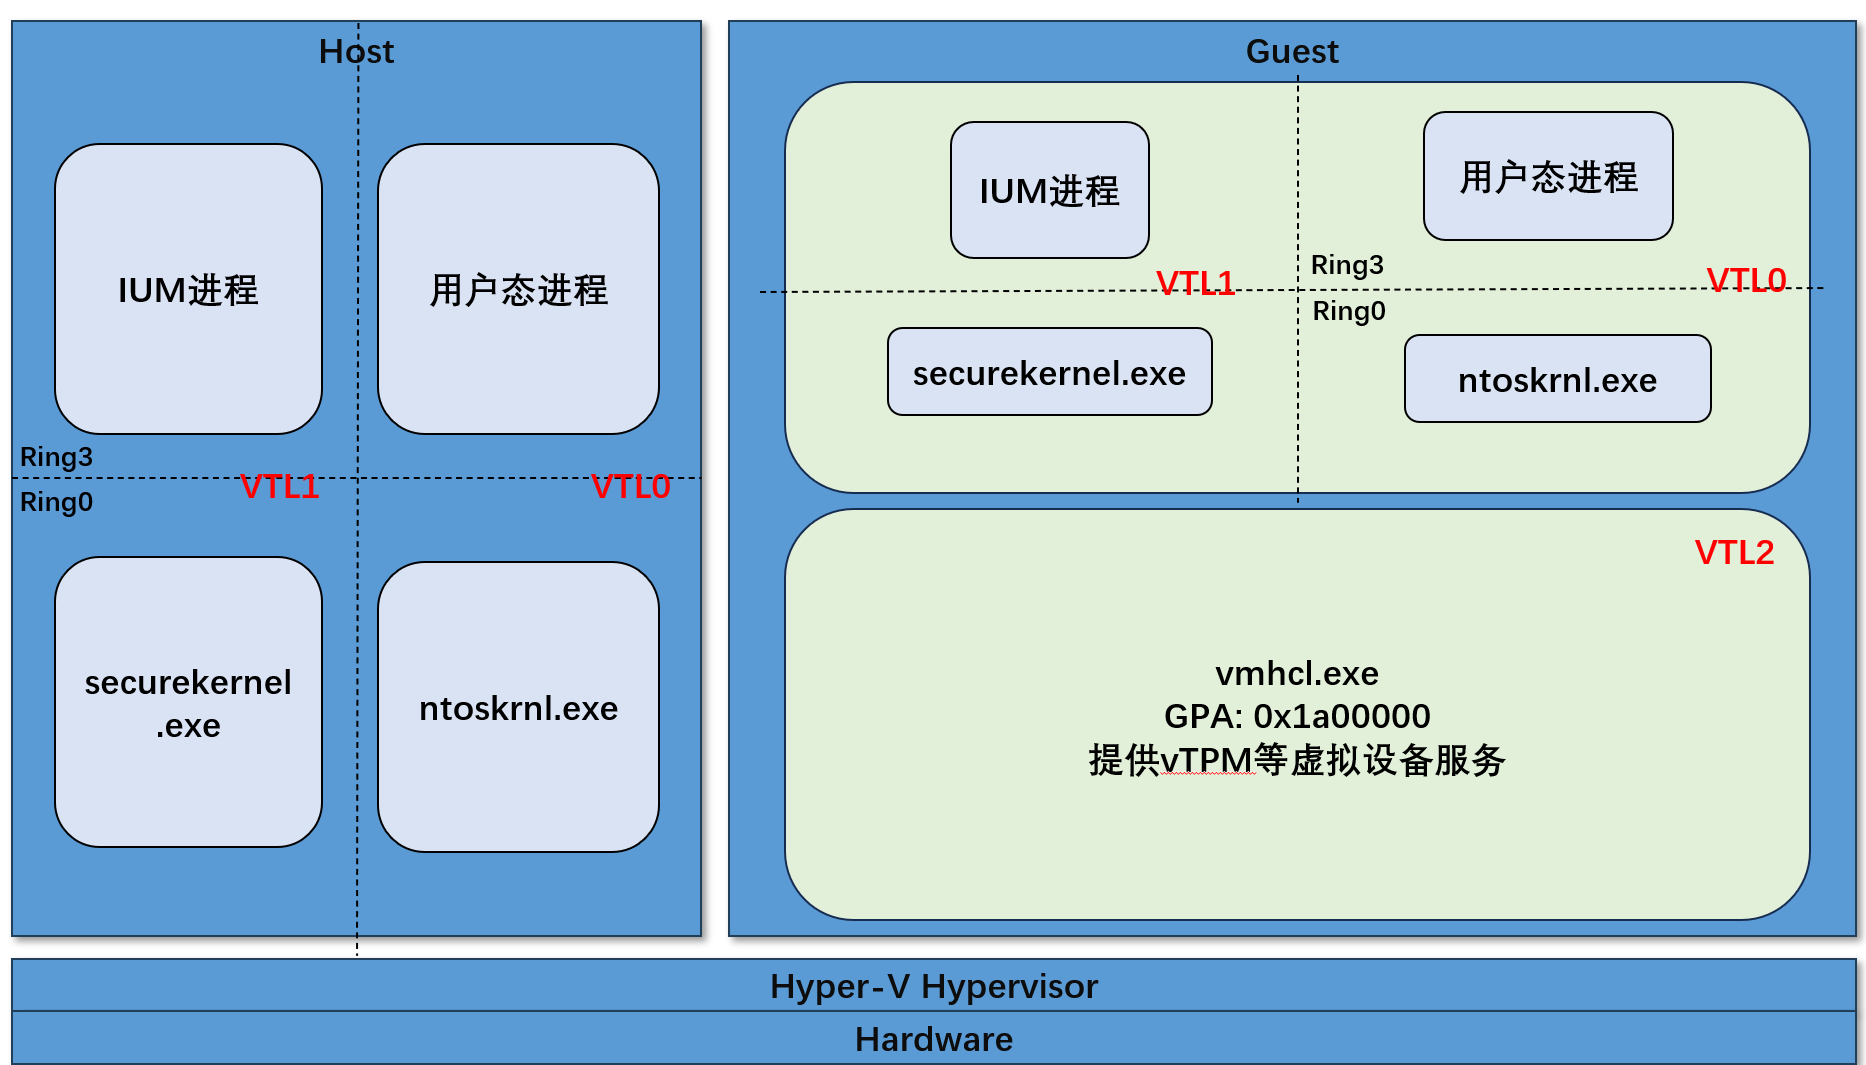 Host
IUM进程
用户态进程
Ring3
VTL1
VTL0
Ring0
securekernel
.exe
ntoskrnl.exe
Guest
IUM进程
用户态进程
Ring3
VTL1
VTL0
Ring0
securekernel.exe
ntoskrnl.exe
VTL2
vmhcl.exe
GPA: 0x1a00000
提供vTPM等虚拟设备服务
Hyper-V Hypervisor
Hardware